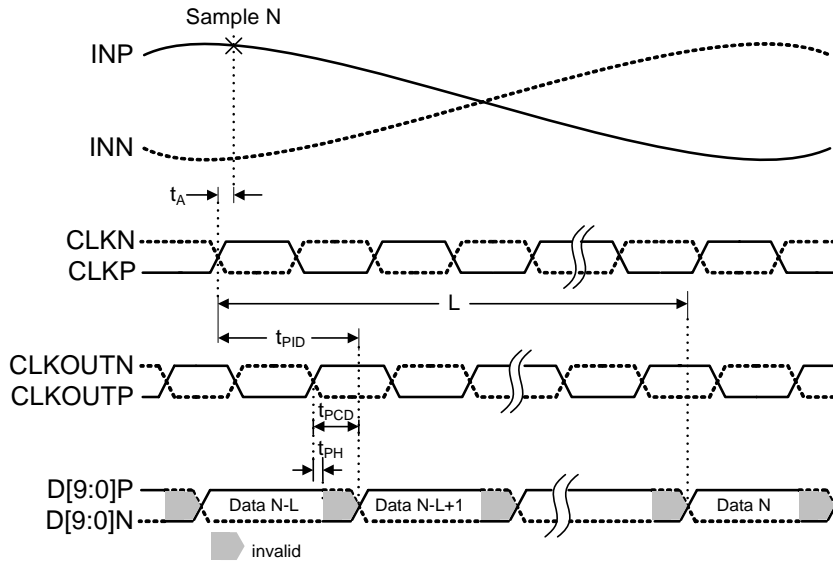 Sample N
INP
INN
tA
CLKN
CLKP
L
tPID
CLKOUTN
CLKOUTP
tPCD
tPH
D[9:0]P
D[9:0]N
Data N-L
Data N-L+1
Data N
invalid